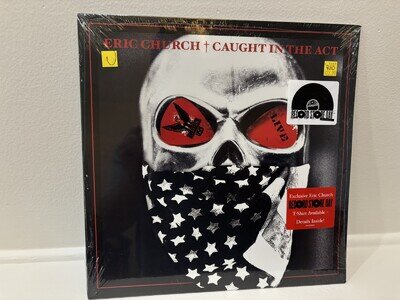 ERIC CHURCH † CAUGHT IN THE ACT
N
LIVE
RECORD STORE DAY
Exclusive Eric Church
RECORD STORE DAY
T-Shirt Available
Details Inside!